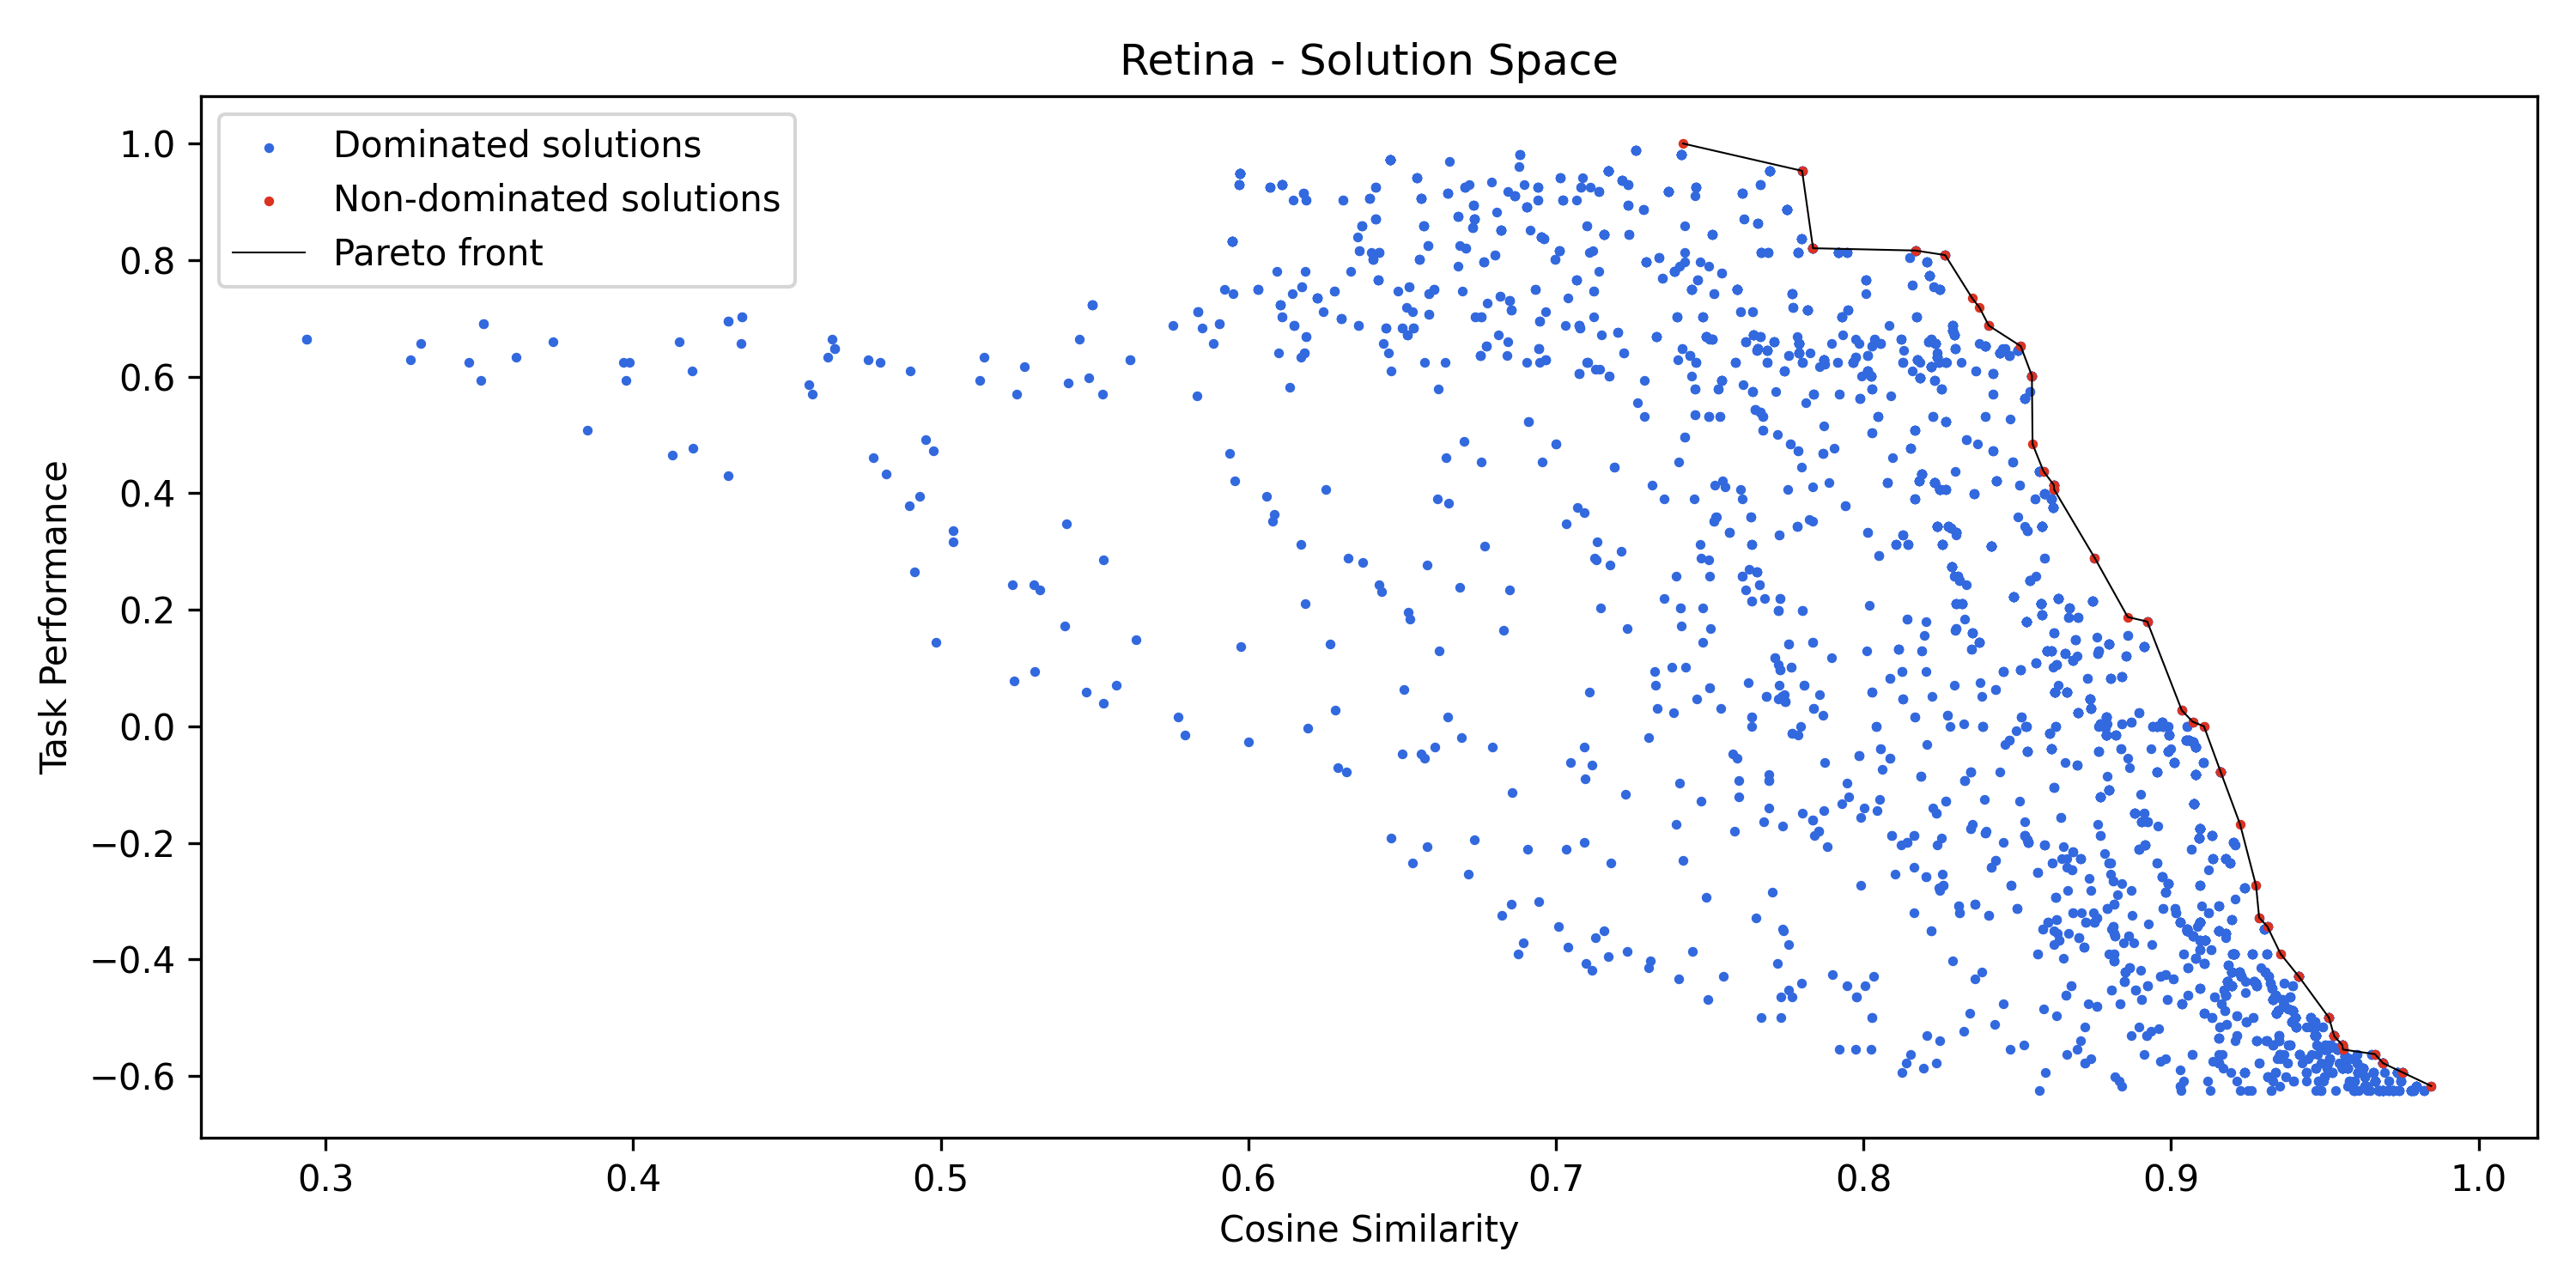 Retina - Solution Space
Dominated solutions
Non-dominated solutions
Pareto front
1.0
0.8
0.6
0.4
0.2
0.0
−0.2
−0.4
−0.6
Task Performance
0.3 0.4 0.5 0.6 0.7 0.8 0.9 1.0
Cosine Similarity